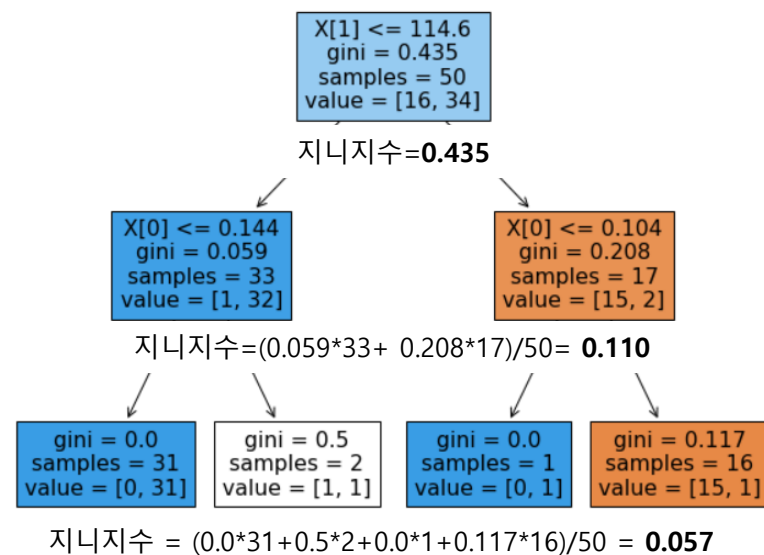 X[1] <= 114.6
gini = 0.435
samples = 50
value = [16, 34]
지니지수=0.435
X[0] <= 0.144
gini = 0.059
samples = 33
value = [1, 32]
X[0] <= 0.104
gini = 0.208
samples = 17
value = [15, 2]
지니지수=(0.059*33+ 0.208*17)/50= 0.110
gini = 0.0
samples = 31
value = [0, 31]
gini = 0.5
samples = 2
value = [1, 1]
gini = 0.0
samples = 1
value = [0, 1]
gini = 0.117
samples = 16
value = [15, 1]
지니지수 = (0.0*31+0.5*2+0.0*1+0.117*16)/50 = 0.057